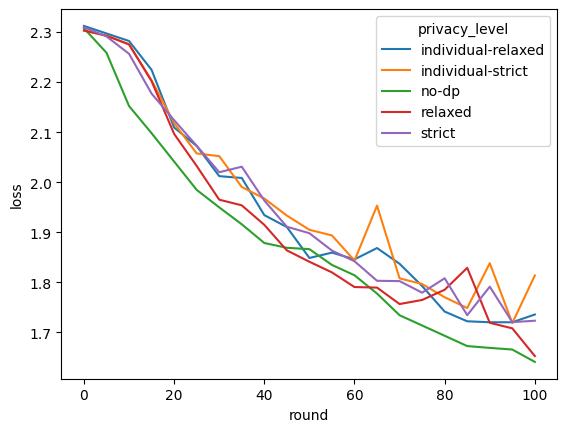 privacy_level
individual-relaxed
individual-strict
no-dp
relaxed
strict
loss
2.3
2.2
2.1
2.0
1.9
1.8
1.7
0 20 40 60 80 100
round